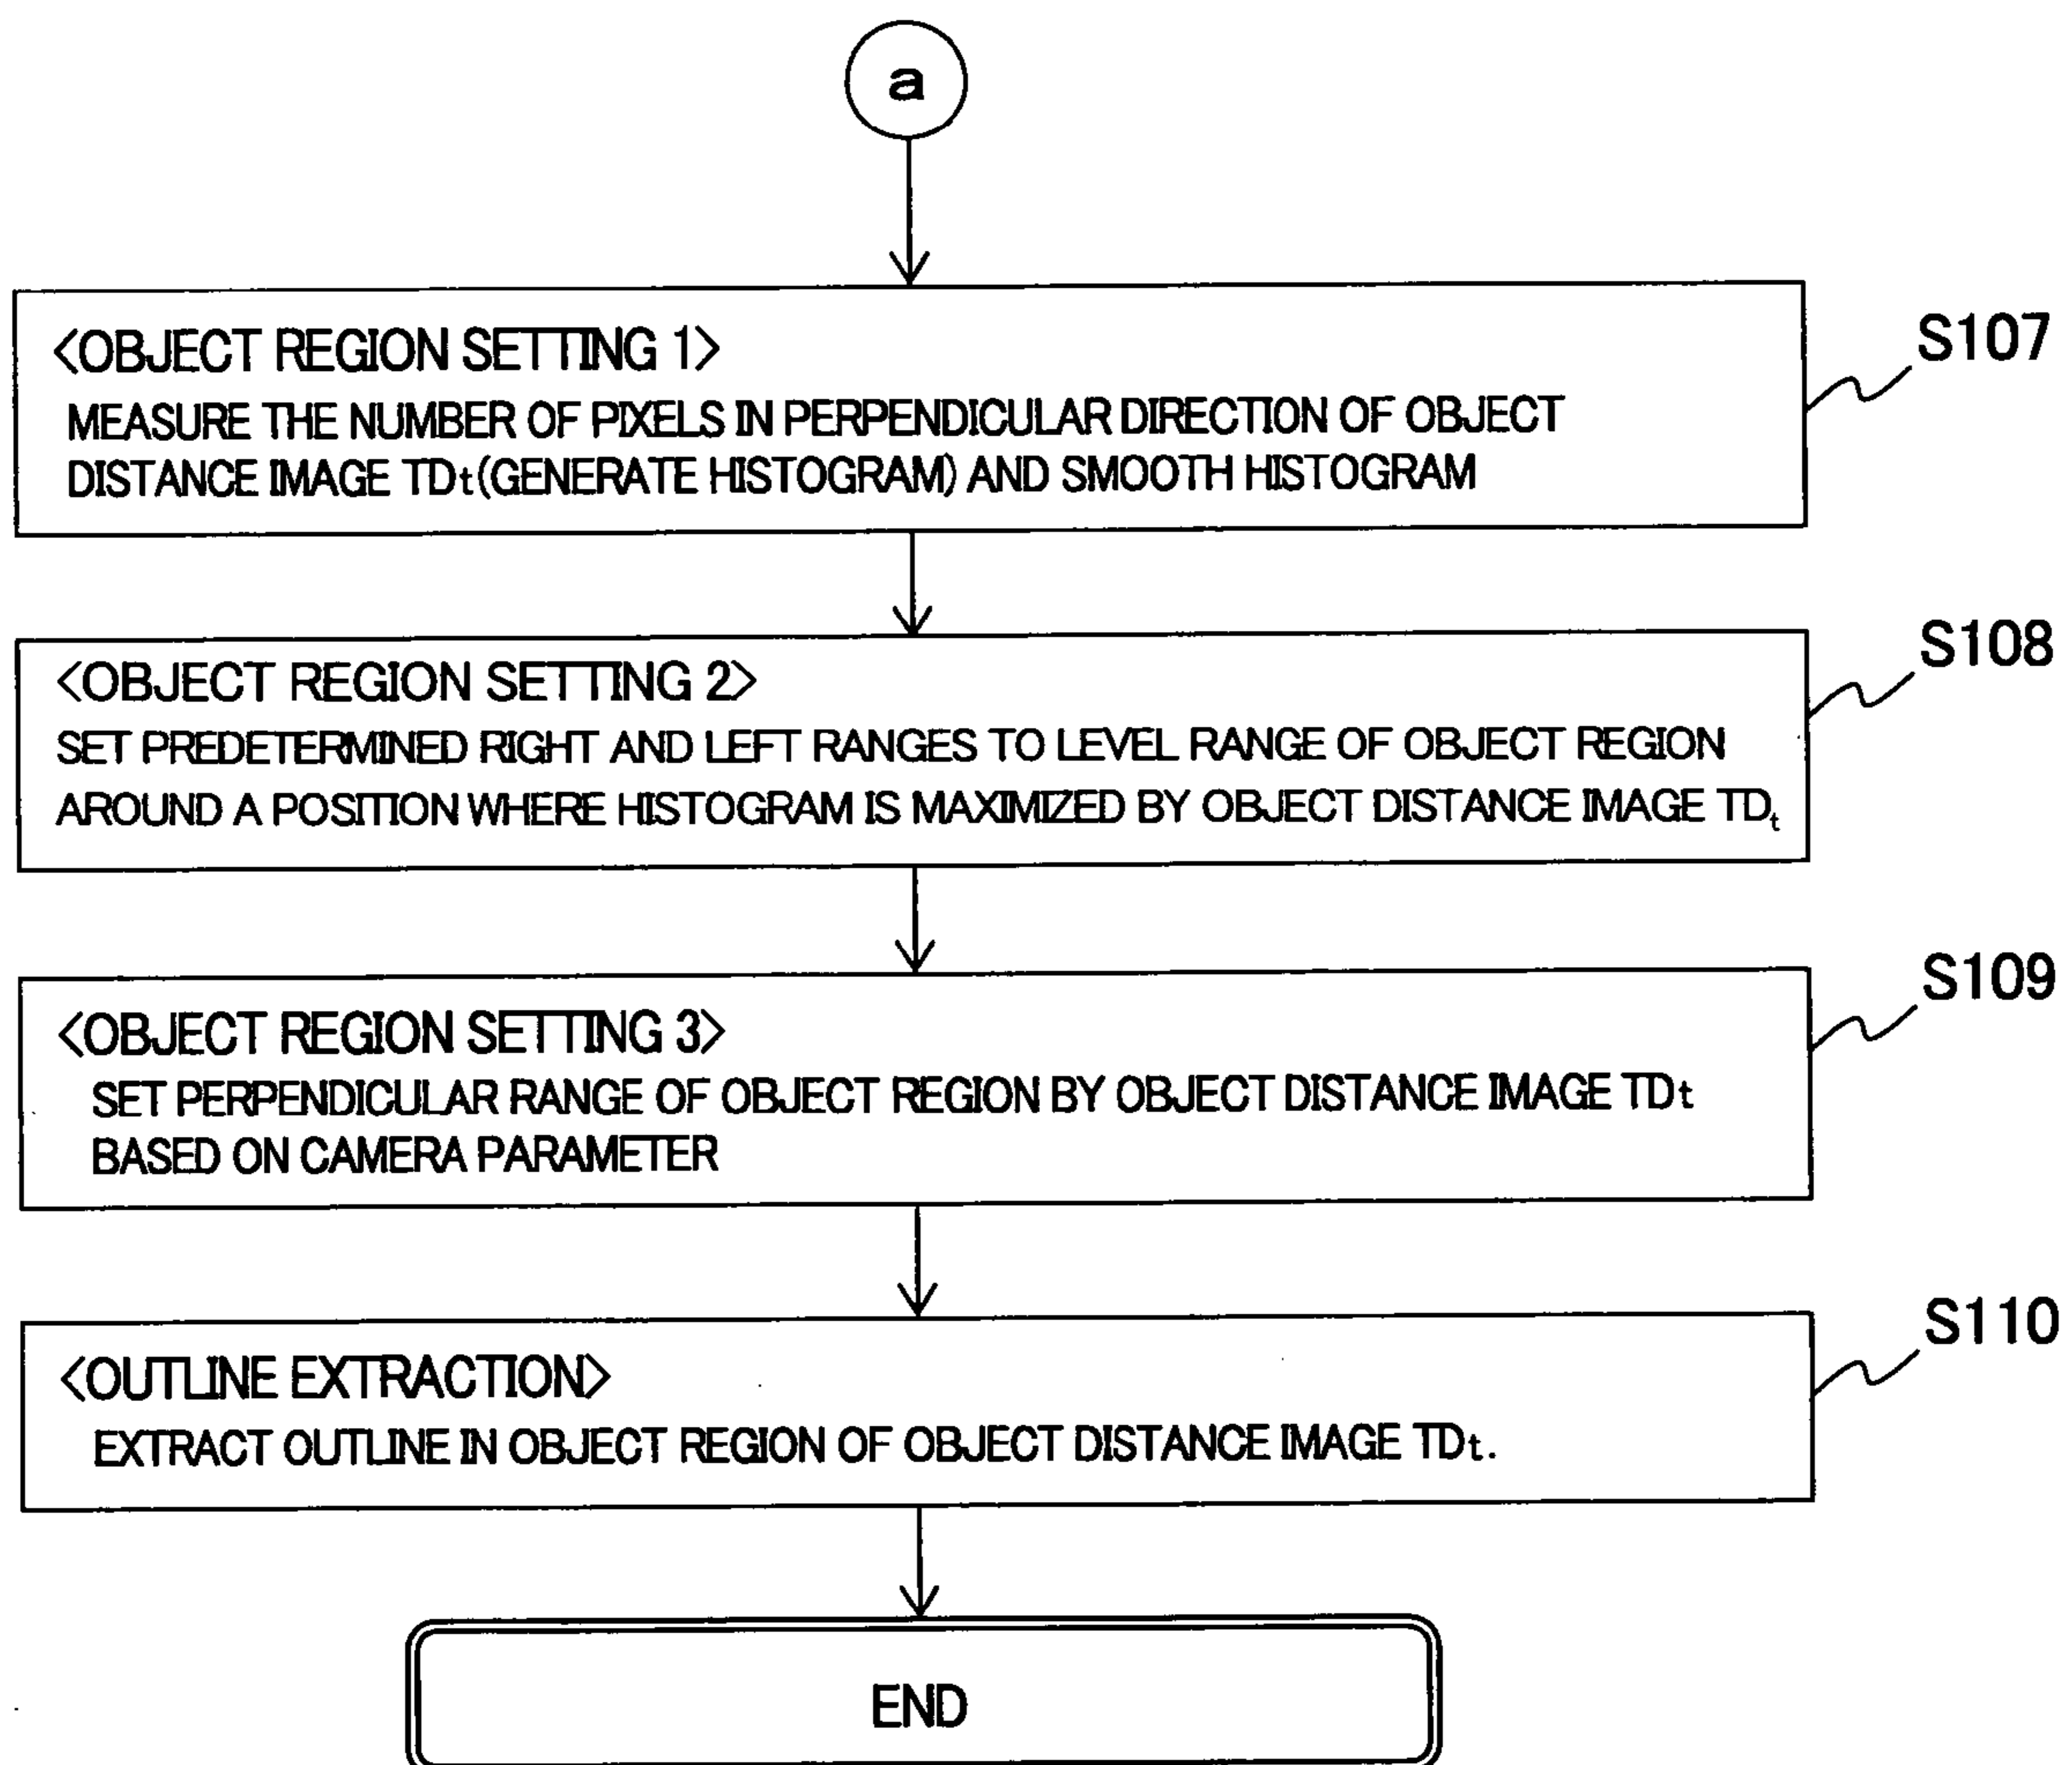 a
<OBJECT REGION SETTING 1>
S107
MEASURE THE NUMBER OF PIXELS IN PERPENDICULAR DIRECTION OF OBJECT
DISTANCE IMAGE TDt (GENERATE HISTOGRAM) AND SMOOTH HISTOGRAM
<OBJECT REGION SETTING 2>
S108
SET PREDETERMINED RIGHT AND LEFT RANGES TO LEVEL RANGE OF OBJECT REGION
AROUND A POSITION WHERE HISTOGRAM IS MAXIMIZED BY OBJECT DISTANCE IMAGE TDt
<OBJECT REGION SETTING 3>
S109
SET PERPENDICULAR RANGE OF OBJECT REGION BY OBJECT DISTANCE IMAGE TDt
BASED ON CAMERA PARAMETER
<OUTLINE EXTRACTION>
S110
EXTRACT OUTLINE IN OBJECT REGION OF OBJECT DISTANCE IMAGE TDt.
END